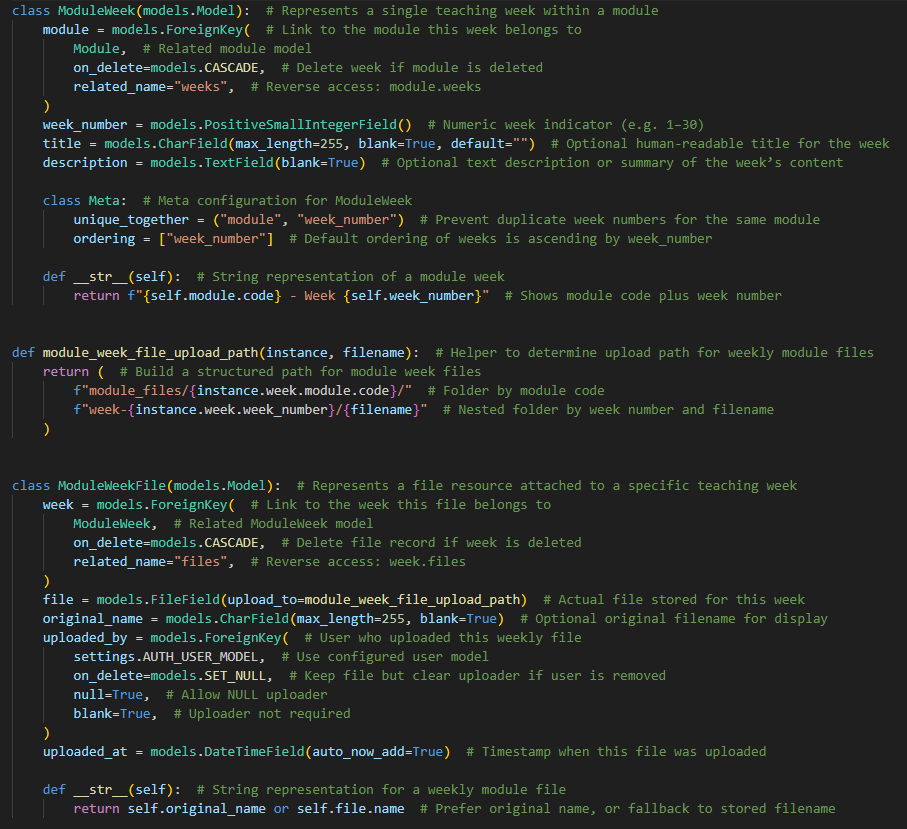 class ModuleWeek(models.Model):  # Represents a single teaching week within a module
    module = models.ForeignKey(  # Link to the module this week belongs to
        Module,  # Related module model
        on_delete=models.CASCADE,  # Delete week if module is deleted
        related_name="weeks",  # Reverse access: module.weeks
    )
    week_number = models.PositiveSmallIntegerField()  # Numeric week indicator (e.g. 1–30)
    title = models.CharField(max_length=255, blank=True, default="")  # Optional human-readable title for the week
    description = models.TextField(blank=True)  # Optional text description or summary of the week’s content

    class Meta:  # Meta configuration for ModuleWeek
        unique_together = ("module", "week_number")  # Prevent duplicate week numbers for the same module
        ordering = ["week_number"]  # Default ordering of weeks is ascending by week_number

    def __str__(self):  # String representation of a module week
        return f"{self.module.code} - Week {self.week_number}"  # Shows module code plus week number


def module_week_file_upload_path(instance, filename):  # Helper to determine upload path for weekly module files
    return (  # Build a structured path for module week files
        f"module_files/{instance.week.module.code}/"  # Folder by module code
        f"week-{instance.week.week_number}/{filename}"  # Nested folder by week number and filename
    )


class ModuleWeekFile(models.Model):  # Represents a file resource attached to a specific teaching week
    week = models.ForeignKey(  # Link to the week this file belongs to
        ModuleWeek,  # Related ModuleWeek model
        on_delete=models.CASCADE,  # Delete file record if week is deleted
        related_name="files",  # Reverse access: week.files
    )
    file = models.FileField(upload_to=module_week_file_upload_path)  # Actual file stored for this week
    original_name = models.CharField(max_length=255, blank=True)  # Optional original filename for display
    uploaded_by = models.ForeignKey(  # User who uploaded this weekly file
        settings.AUTH_USER_MODEL,  # Use configured user model
        on_delete=models.SET_NULL,  # Keep file but clear uploader if user is removed
        null=True,  # Allow NULL uploader
        blank=True,  # Uploader not required
    )
    uploaded_at = models.DateTimeField(auto_now_add=True)  # Timestamp when this file was uploaded

    def __str__(self):  # String representation for a weekly module file
        return self.original_name or self.file.name  # Prefer original name, or fallback to stored filename